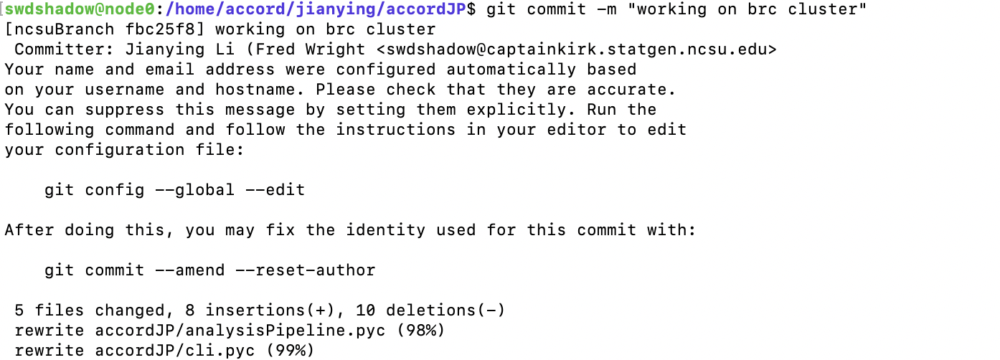 [swdshadow@node0:/home/accord/jianying/accordJP$ git commit -m "working on brc cluster"
[ncsuBranch fbc25f8] working on brc cluster
 Committer: Jianying Li (Fred Wright <swdshadow@captainkirk.statgen.ncsu.edu>
Your name and email address were configured automatically based
on your username and hostname. Please check that they are accurate.
You can suppress this message by setting them explicitly. Run the
following command and follow the instructions in your editor to edit
your configuration file:

    git config --global --edit

After doing this, you may fix the identity used for this commit with:

    git commit --amend --reset-author

 5 files changed, 8 insertions(+), 10 deletions(-)
 rewrite accordJP/analysisPipeline.pyc (98%)
 rewrite accordJP/cli.pyc (99%)